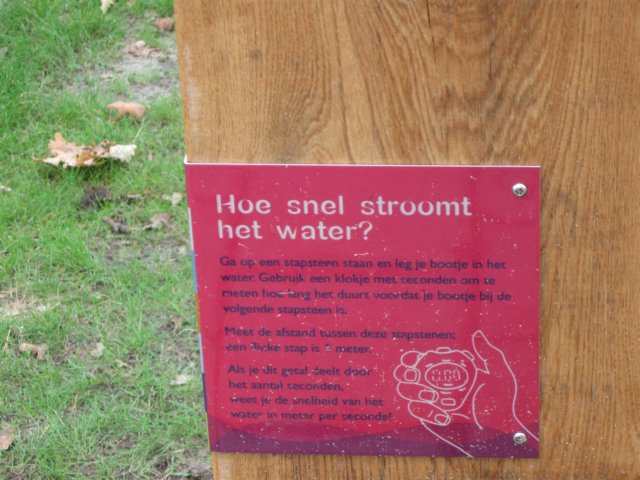 Hoe snel stroomt
het water?
Ga op een stapsteen staan en leg je bootje in het
water. Gebruik een klokje met seconden om te
meten hoe lang het duurt voordat je bootje bij de
volgende stapsteen is.
Meet de afstand tussen deze stapstenen;
een flicke stap is 1 meter.
Als je dit getal deelt door
het aantal seconden,
weet je de snelheid van het
water in meter per seconde!
0:00